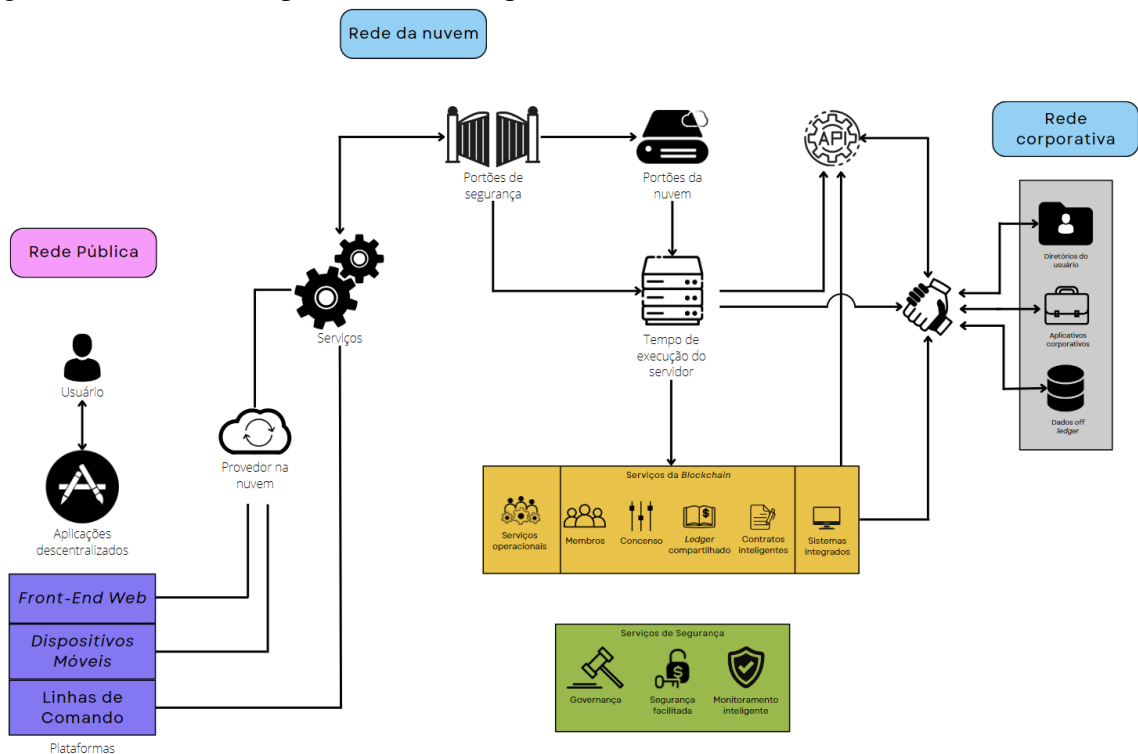 Rede da nuvem
Rede
corporativa
Portões de
segurança
Portões da
nuvem
API
Diretórios do
usuário
Aplicativos
corporativos
Dados off
ledger
Rede Pública
Usuário
Aplicações
descentralizados
Serviços
Provedor na
nuvem
Tempo de
execução do
servidor
Front-End Web
Dispositivos
Móveis
Linhas de
Comando
Plataformas
Serviços da Blockchain
Serviços
operacionais
Membros
Concenso
Ledger
compartilhado
Contratos
inteligentes
Sistemas
integrados
Serviços de Segurança
Governança
Segurança
facilitada
Monitoramento
inteligente